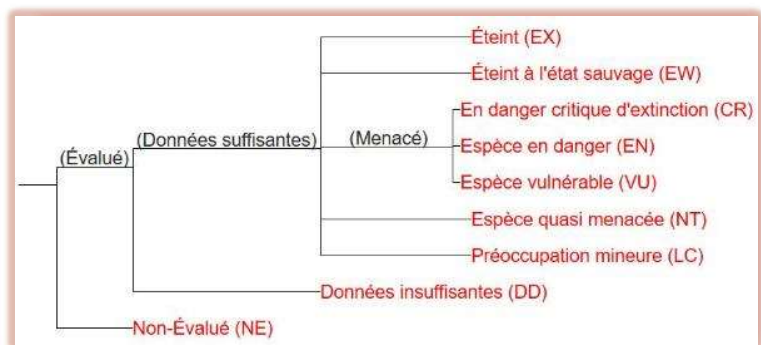 Éteint (EX)
Éteint à l'état sauvage (EW)
En danger critique d'extinction (CR)
(Données suffisantes)
(Menacé)
Espèce en danger (EN)
(Évalué)
Espèce vulnérable (VU)
Espèce quasi menacée (NT)
Préoccupation mineure (LC)
Données insuffisantes (DD)
Non-Évalué (NE)